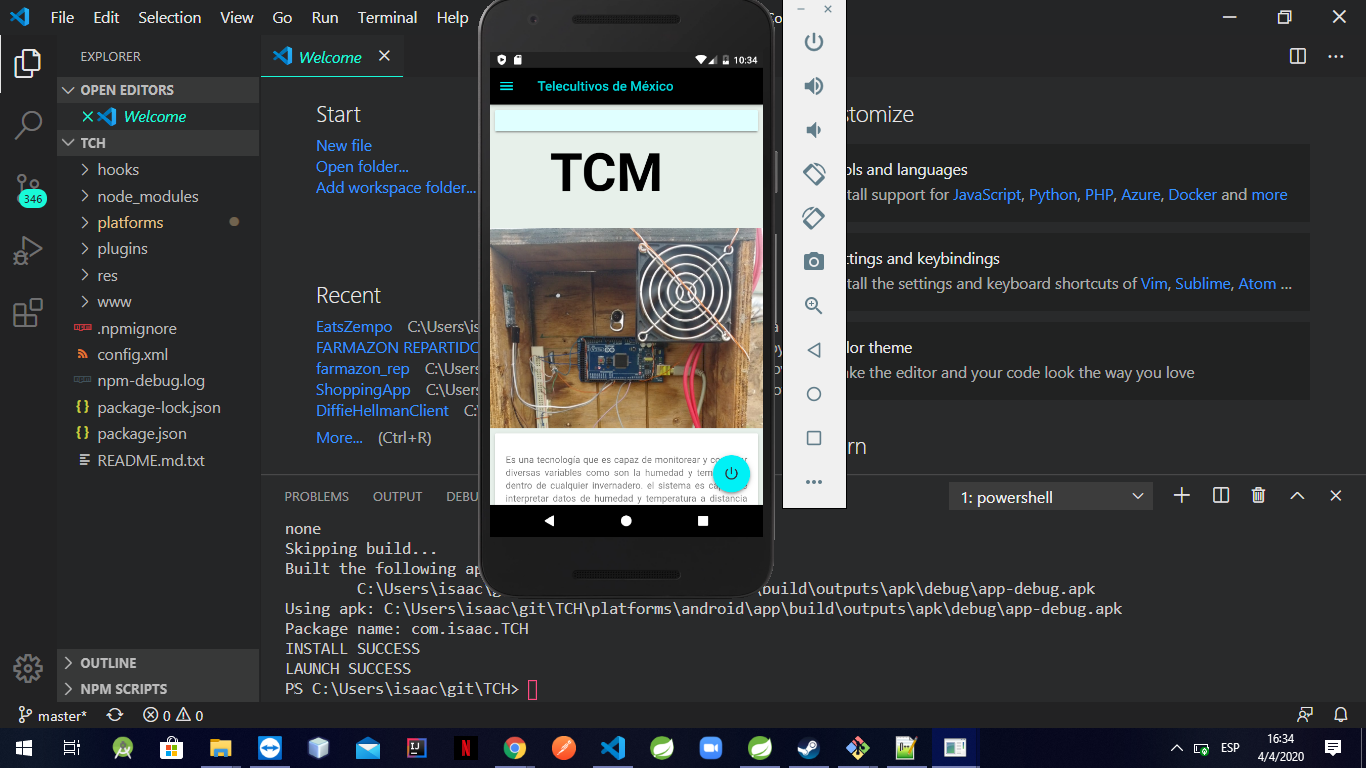 File Edit Selection View Go Run Terminal Help
EXPLORER
OPEN EDITORS
Welcome
TCH
hooks
node_modules
platforms
plugins
res
www
.npmignore
config.xml
npm-debug.log
package-lock.json
package.json
README.md.txt
OUTLINE
NPM SCRIPTS
346
Welcome
Start
New file
Open folder...
Add workspace folder...
Recent
EatsZempo C:\Users\is
FARMAZON REPARTIDO
farmazon_rep C:\Users
ShoppingApp C:\Users
DiffieHellmanClient C:
More... (Ctrl+R)
10:34
Telecultivos de México
TCM
Es una tecnología que es capaz de monitorear y
diversas variables como son la humedad y
dentro de cualquier invernadero. el sistema es
interpretar datos de humedad y temperatura a distancia
stomize
ols and languages
tall support for JavaScript, Python, PHP, Azure, Docker and more
ttings and keybindings
tall the settings and keyboard shortcuts of Vim, Sublime, Atom ...
lor theme
ake the editor and your code look the way you love
rn
PROBLEMS OUTPUT DEBU
1: powershell
none
Skipping build...
Built the following ap
C:\Users\isaac\g build\outputs\apk\debug\app-debug.apk
Using apk: C:\Users\isaac\git\TCH\platforms\android\app\build\outputs\apk\debug\app-debug.apk
Package name: com.isaac.TCH
INSTALL SUCCESS
LAUNCH SUCCESS
PS C:\Users\isaac\git\TCH>
master* 0 0
ESP
16:34
4/4/2020